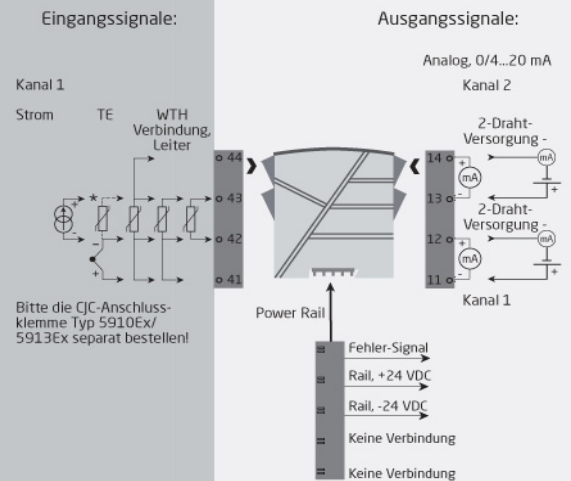 Eingangssignale:
Ausgangssignale:
Analog, 0/4...20 mA
Kanal 1
Kanal 2
Strom
TE
WTH
Verbindung,
Leiter
2-Draht-
Versorgung -
44
14
+
mA
mA
-
+
*
+
-
43
13
2-Draht-
Versorgung -
-
42
12
+
mA
mA
+
41
11
-
+
Kanal 1
Bitte die CJC-Anschluss-
klemme Typ 5910Ex/
5913Ex separat bestellen!
Power Rail
Fehler-Signal
Rail, +24 VDC
Rail, -24 VDC
Keine Verbindung
Keine Verbindung